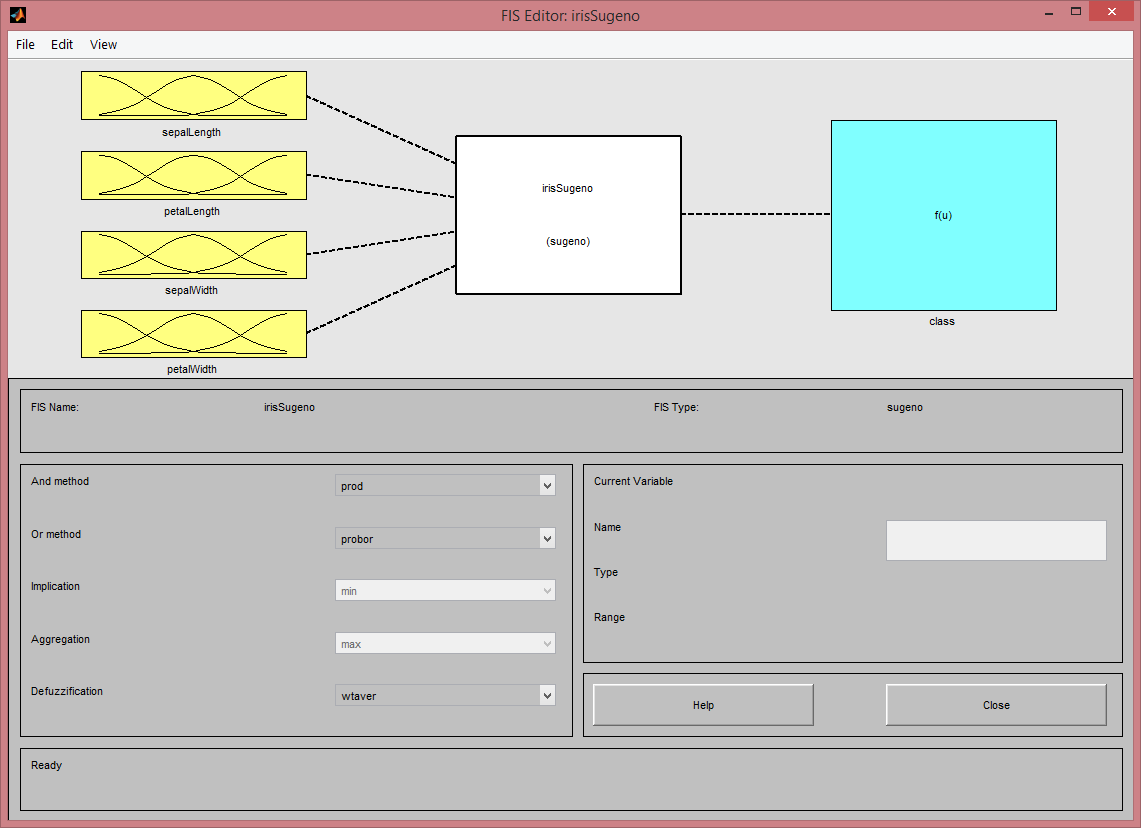 FIS Editor: irisSugeno
File Edit View
sepalLength
petalLength
sepalWidth
petalWidth
irisSugeno
(sugeno)
f(u)
class
FIS Name: irisSugeno FIS Type: sugeno
And method prod
Or method probor
Implication min
Aggregation max
Defuzzification wtaver
Current Variable
Name
Type
Range
Help Close
Ready